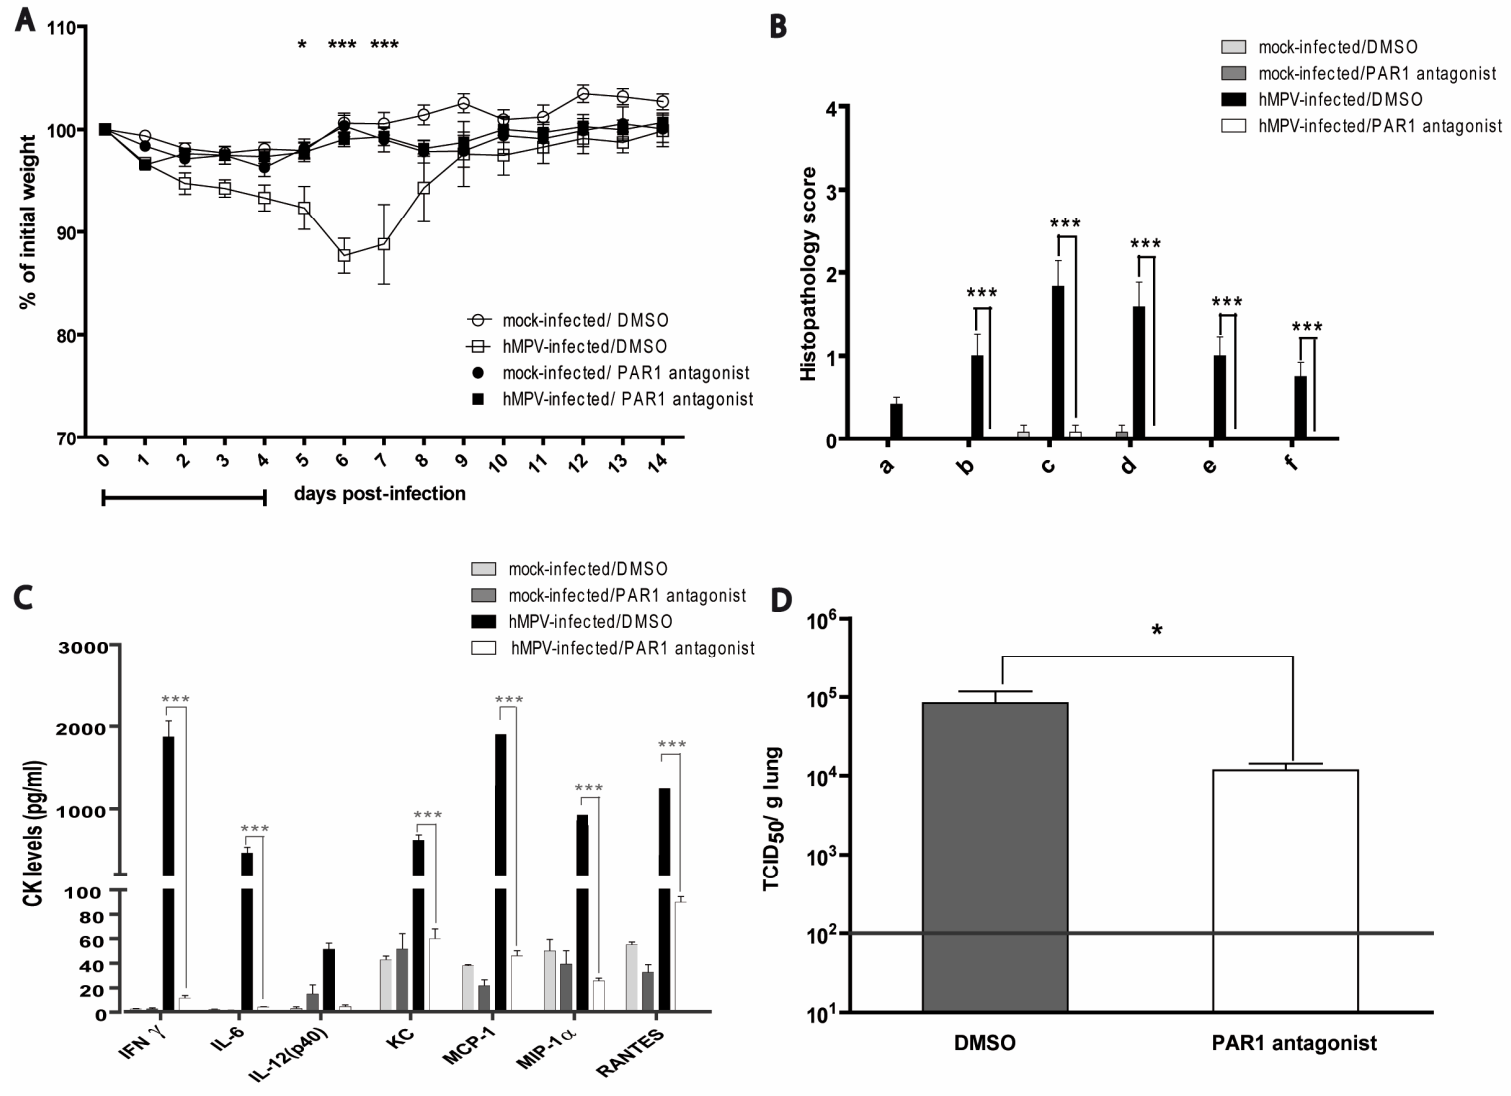 A
110
100
90
80
70
* *** ***
% of initial weight
mock-infected/ DMSO
hMPV-infected/DMSO
mock-infected/ PAR1 antagonist
hMPV-infected/ PAR1 antagonist
0 1 2 3 4 5 6 7 8 9 10 11 12 13 14
days post-infection
B
mock-infected/DMSO
mock-infected/PAR1 antagonist
hMPV-infected/DMSO
hMPV-infected/PAR1 antagonist
4
3
2
1
0
Histopathology score
*** *** *** *** ***
a b c d e f
C
mock-infected/DMSO
mock-infected/PAR1 antagonist
hMPV-infected/DMSO
hMPV-infected/PAR1 antagonist
3000
2000
1000
100
80
60
40
20
0
CK levels (pg/ml)
*** *** *** *** *** ***
IFN γ IL-6 IL-12(p40) KC MCP-1 MIP-1α RANTES
D
10^6
10^5
10^4
10^3
10^2
10^1
TCID50/ g lung
*
DMSO PAR1 antagonist